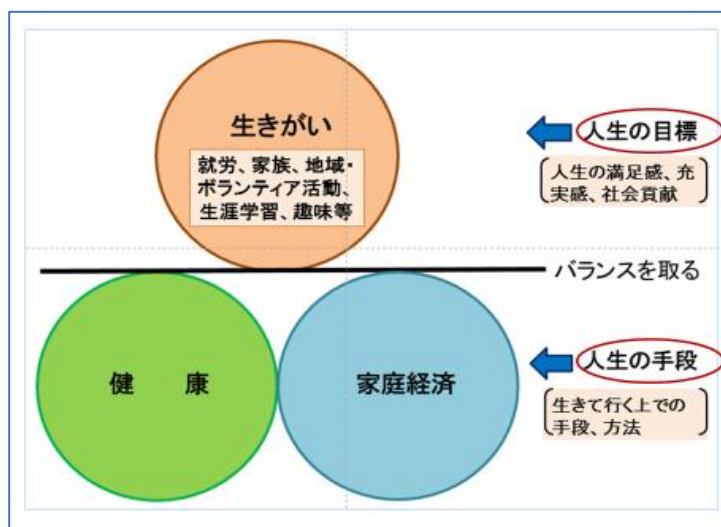 生きがい
就労、家族、地域・
ボランティア活動、
生涯学習、趣味等
人生の目標
人生の満足感、充
実感、社会貢献
バランスを取る
健　　康
家庭経済
人生の手段
生きて行く上での
手段、方法